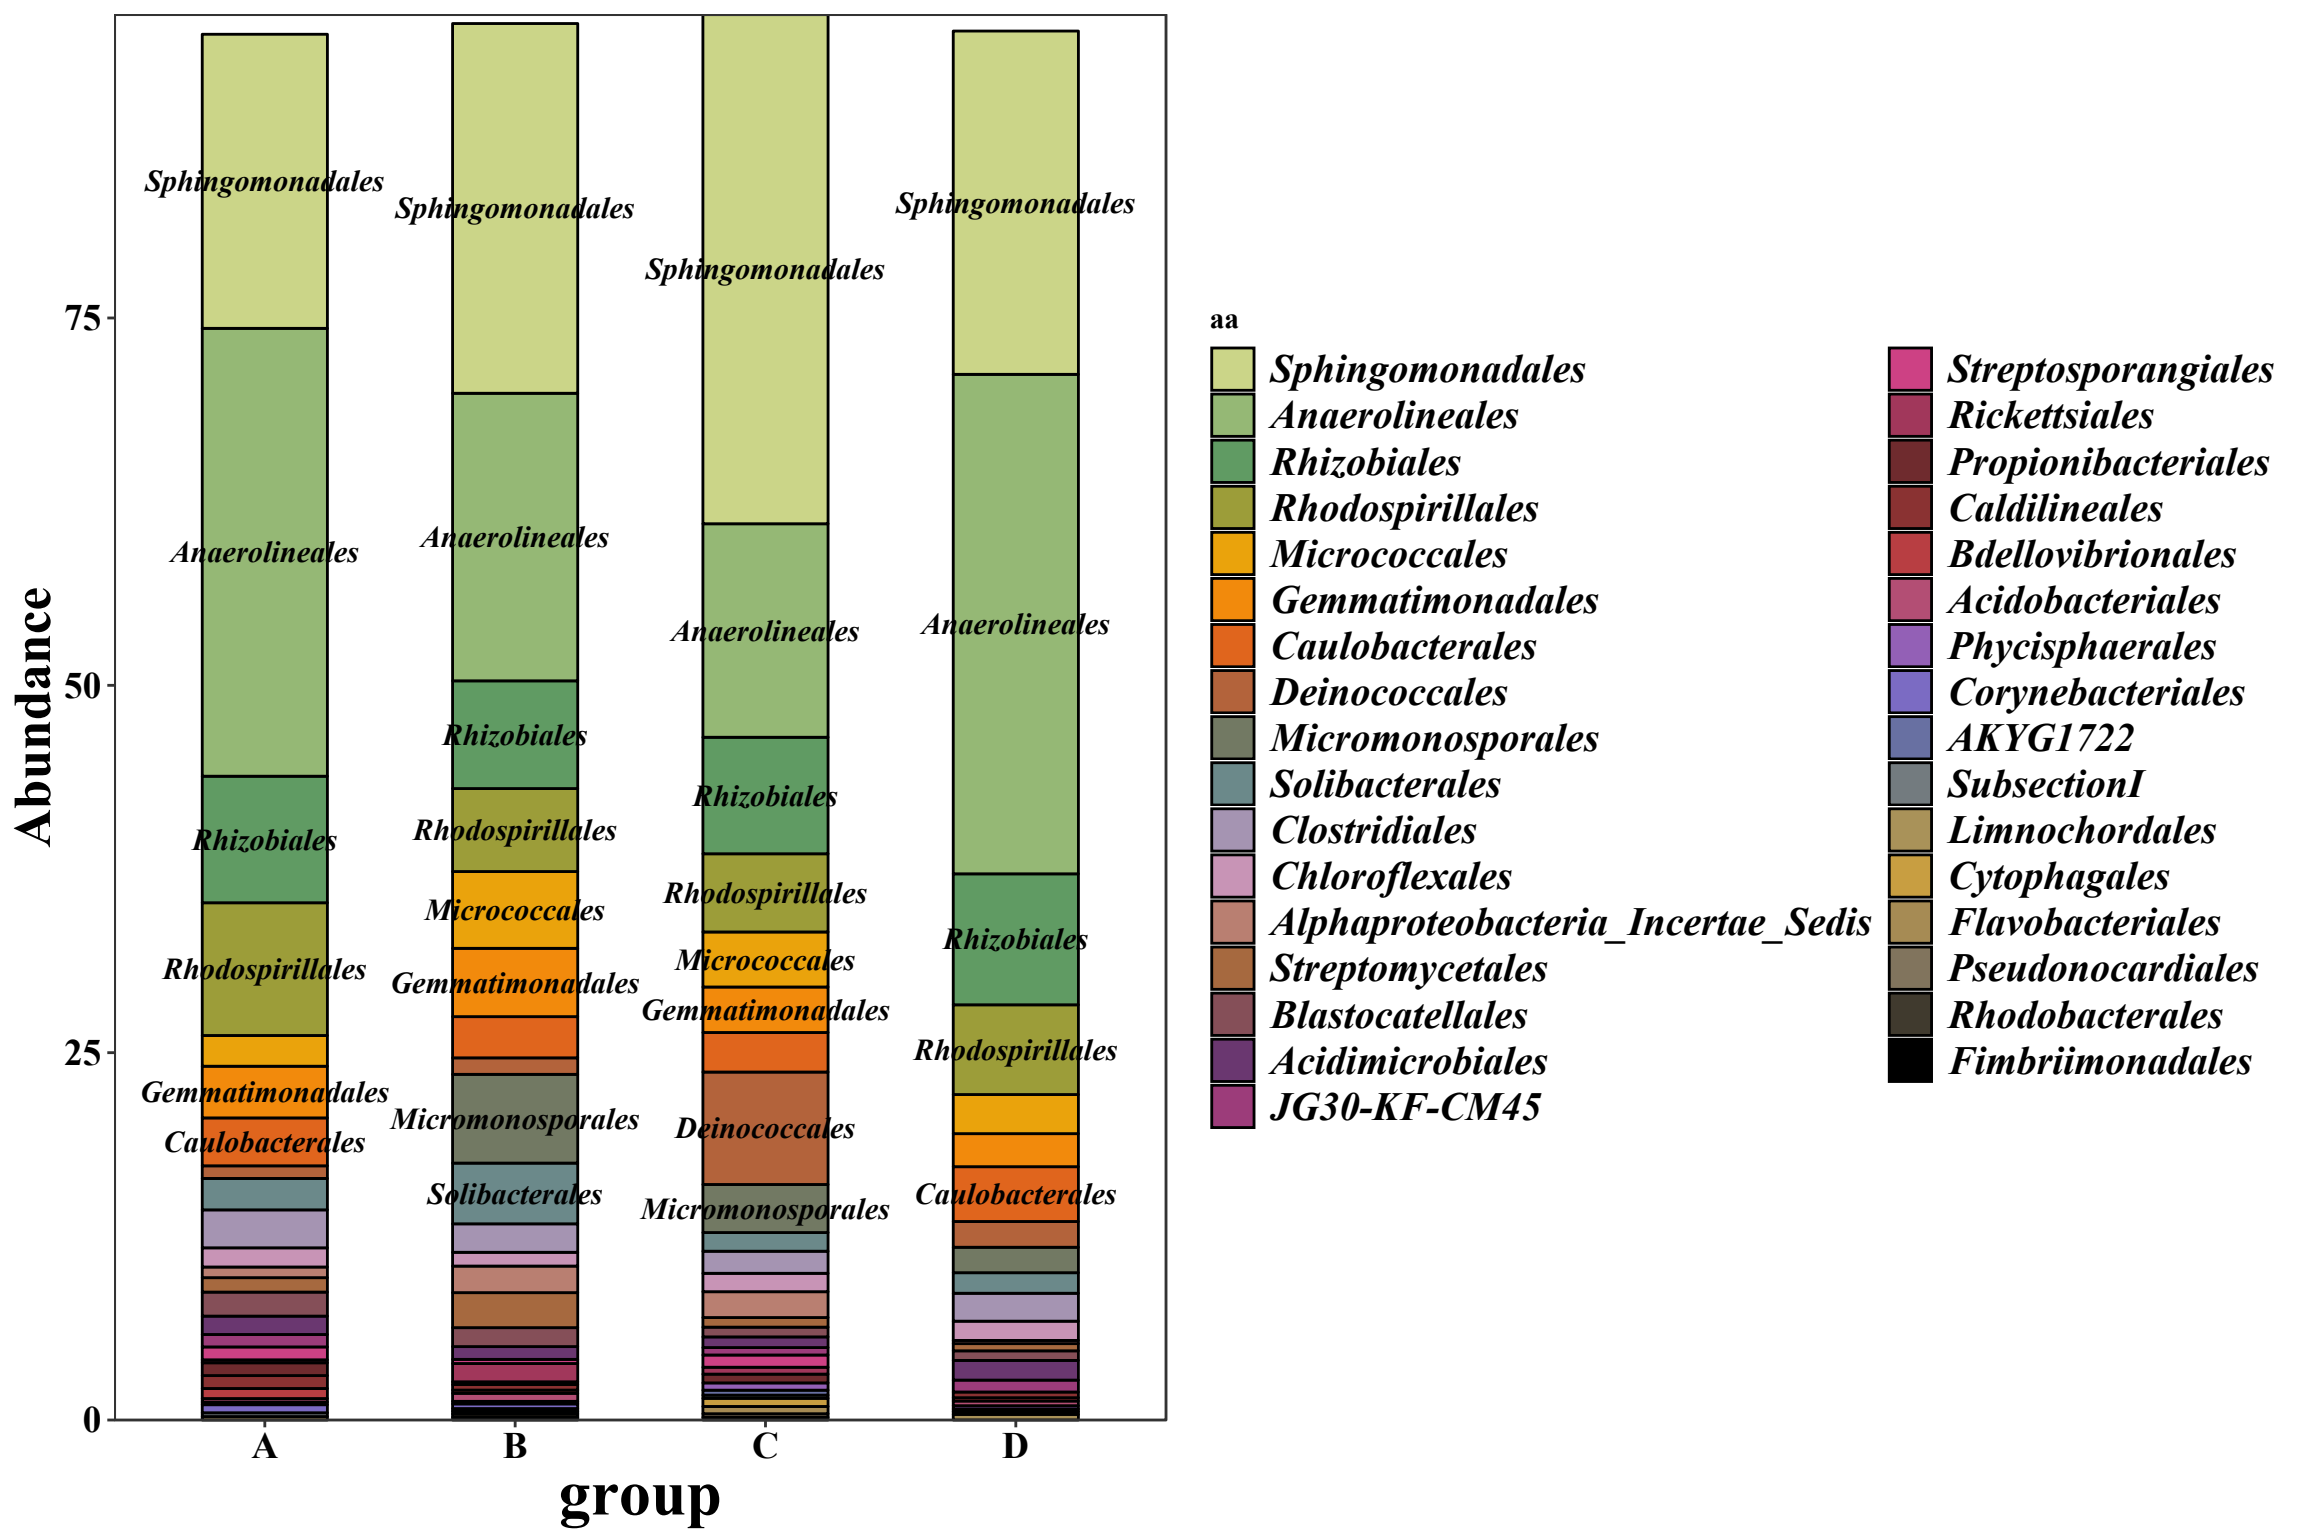 Abundance
75
50
25
0
Sphingomonadales
Anaerolineales
Rhizobiales
Rhodospirillales
Gemmatimonadales
Caulobacterales
Sphingomonadales
Anaerolineales
Rhizobiales
Rhodospirillales
Micrococcales
Gemmatimonadales
Micromonosporales
Solibacterales
Sphingomonadales
Anaerolineales
Rhizobiales
Rhodospirillales
Micrococcales
Gemmatimonadales
Deinococcales
Micromonosporales
Sphingomonadales
Anaerolineales
Rhizobiales
Rhodospirillales
Caulobacterales
A
B
C
D
group
aa
Sphingomonadales
Anaerolineales
Rhizobiales
Rhodospirillales
Micrococcales
Gemmatimonadales
Caulobacterales
Deinococcales
Micromonosporales
Solibacterales
Clostridiales
Chloroflexales
Alphaproteobacteria_Incertae_Sedis
Streptomycetales
Blastocatellales
Acidimicrobiales
JG30-KF-CM45
Streptosporangiales
Rickettsiales
Propionibacteriales
Caldilineales
Bdellovibrionales
Acidobacteriales
Phycisphaerales
Corynebacteriales
AKYG1722
SubsectionI
Limnochordales
Cytophagales
Flavobacteriales
Pseudonocardiales
Rhodobacterales
Fimbriimonadales